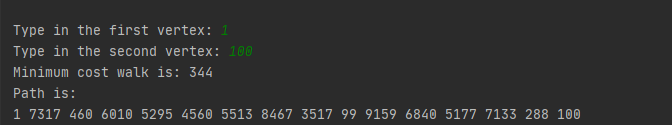 Type in the first vertex: 1
Type in the second vertex: 100
Minimum cost walk is: 344
Path is:
1 7317 460 6010 5295 4560 5513 8467 3517 99 9159 6840 5177 7133 288 100